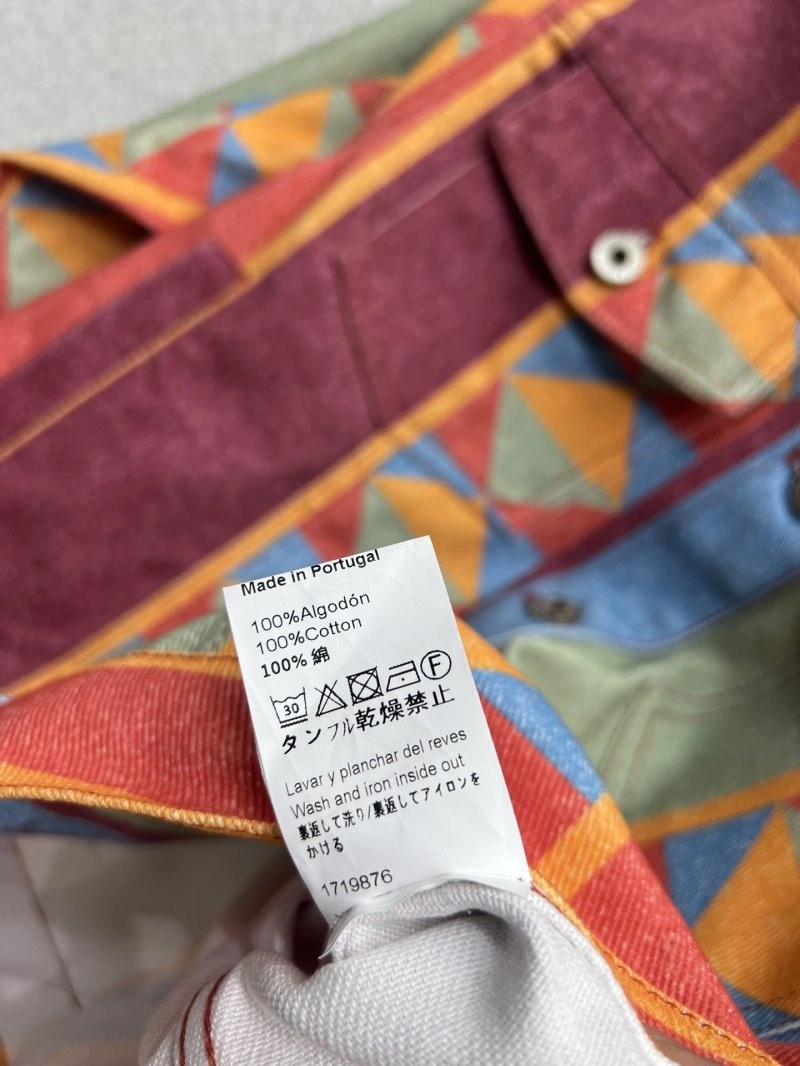 Made in Portugal
100%Algodón
100%Cotton
100% 綿
30 F
タンフル乾燥禁止
Lavar y planchar del reves
Wash and iron inside out
裏返して洗り/裏返してアイロンを
かける
1719876